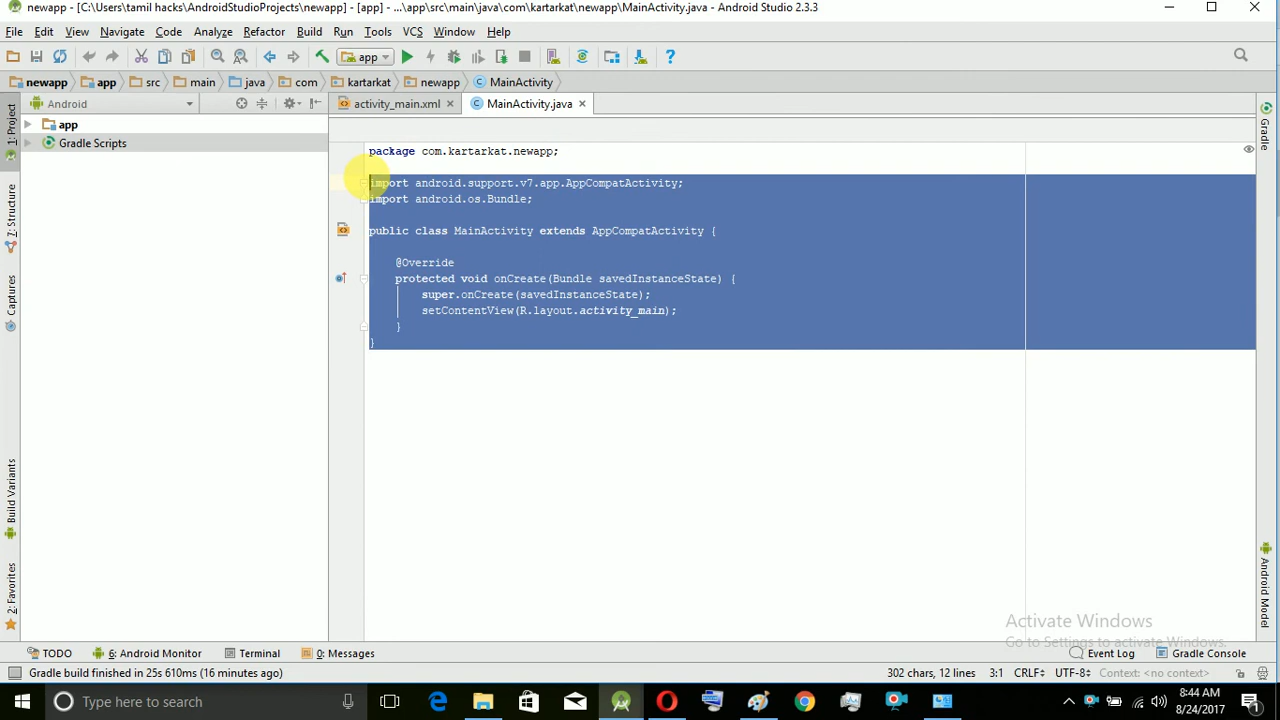 newapp - [C:\Users\tamil hacks\AndroidStudioProjects\newapp] - [app] - ...\app\src\main\java\com\kartarkat\newapp\MainActivity.java - Android Studio 2.3.3
File Edit View Navigate Code Analyze Refactor Build Run Tools VCS Window Help
app
newapp app src main java com kartarkat newapp MainActivity
Android
activity_main.xml
MainActivity.java
1: Project
7: Structure
Captures
Build Variants
2: Favorites
app
Gradle Scripts
package com.kartarkat.newapp;
import android.support.v7.app.AppCompatActivity;
import android.os.Bundle;
public class MainActivity extends AppCompatActivity {
@Override
protected void onCreate(Bundle savedInstanceState) {
super.onCreate(savedInstanceState);
setContentView(R.layout.activity_main);
}
}
Gradle
Android Model
Activate Windows
Go to Settings to activate Windows.
TODO 6: Android Monitor Terminal 0: Messages Event Log Gradle Console
Gradle build finished in 25s 610ms (16 minutes ago) 302 chars, 12 lines 3:1 CRLF UTF-8 Context: <no context>
Type here to search
8:44 AM
8/24/2017
1